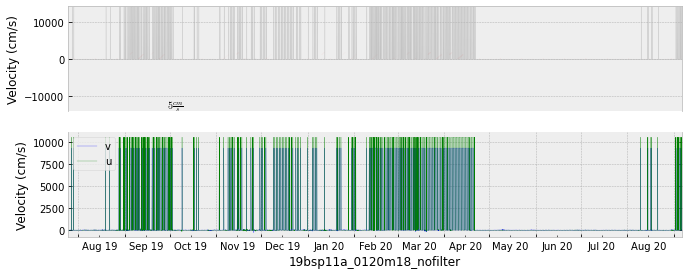 Velocity (cm/s)
10000
0
−10000
5 cm/s
Velocity (cm/s)
10000
7500
5000
2500
0
v
u
Aug 19 Sep 19 Oct 19 Nov 19 Dec 19 Jan 20 Feb 20 Mar 20 Apr 20 May 20 Jun 20 Jul 20 Aug 20
19bsp11a_0120m18_nofilter